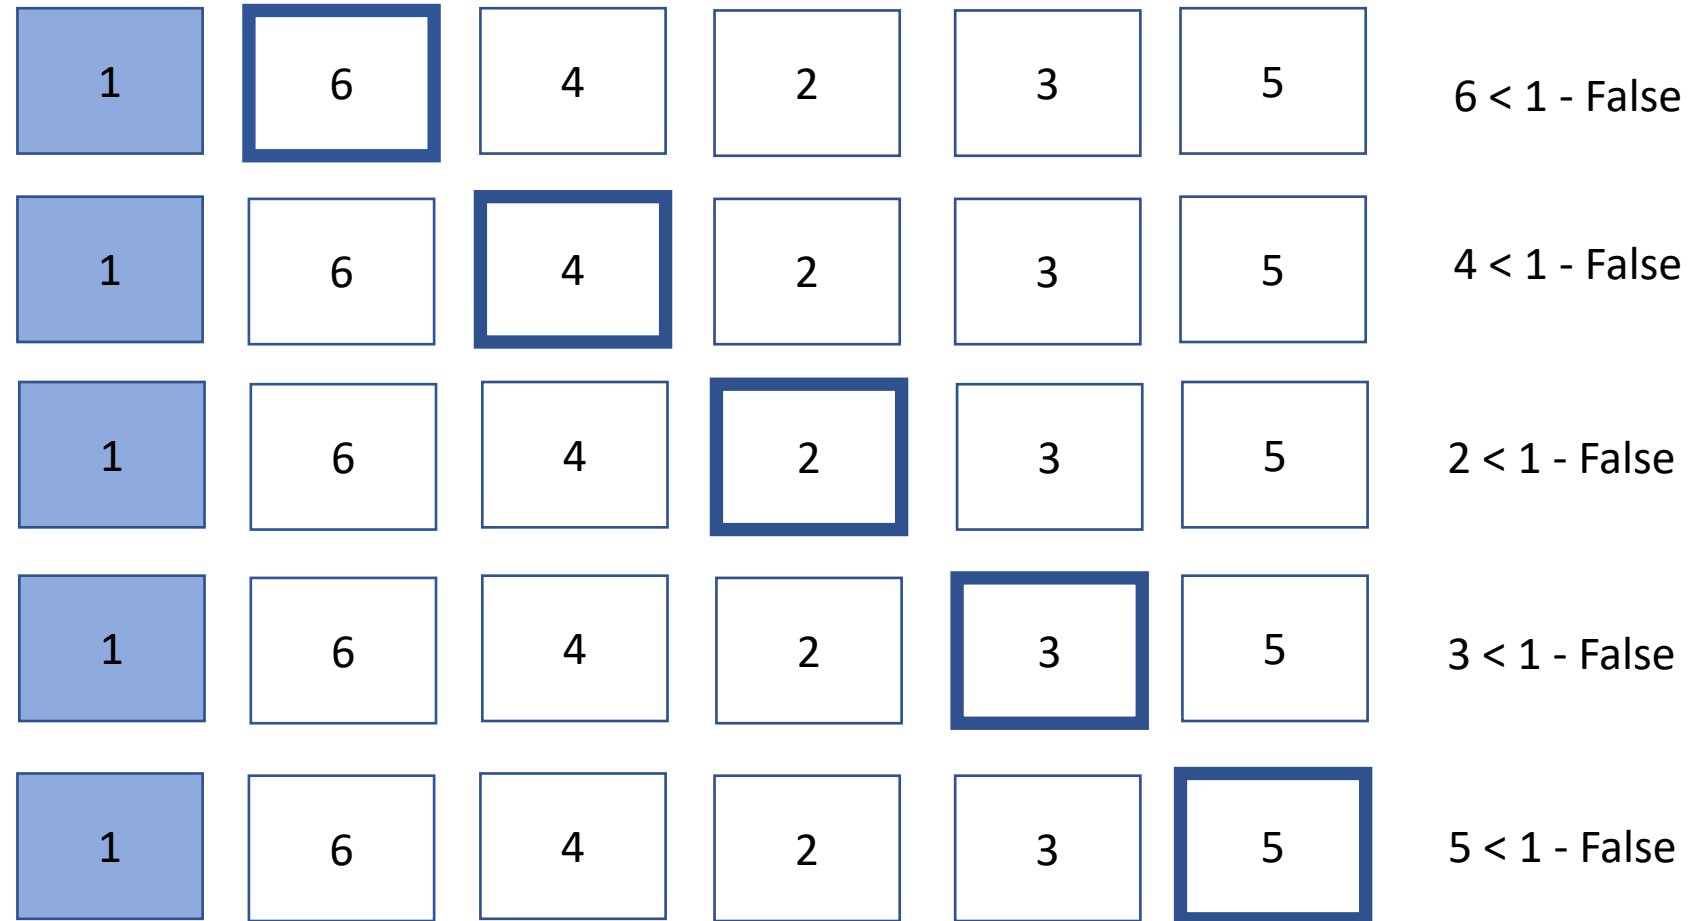 1 6 4 2 3 5 6 < 1 - False
1 6 4 2 3 5 4 < 1 - False
1 6 4 2 3 5 2 < 1 - False
1 6 4 2 3 5 3 < 1 - False
1 6 4 2 3 5 5 < 1 - False